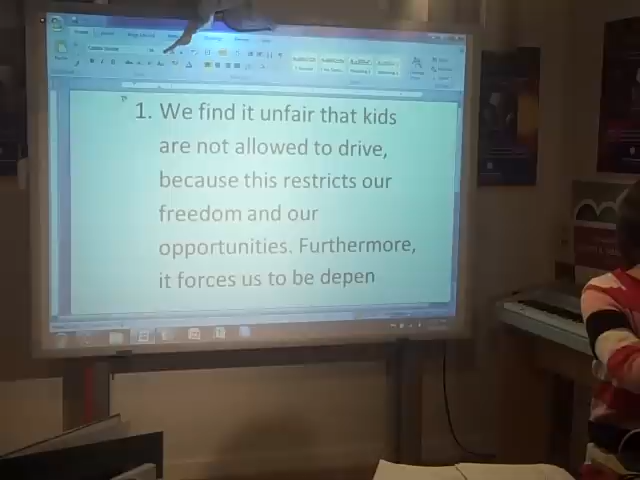 1. We find it unfair that kids
are not allowed to drive,
because this restricts our
freedom and our
opportunities. Furthermore,
it forces us to be depen